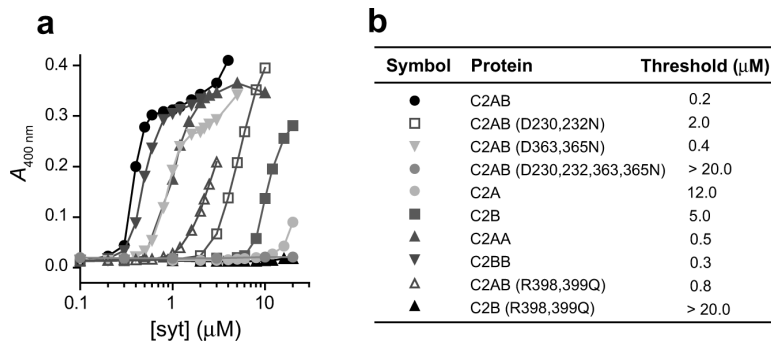 a
0.4
0.3
0.2
0.1
0.0
A400 nm
0.1
1
10
[syt] (µM)
b
Symbol Protein Threshold (µM)
C2AB 0.2
C2AB (D230,232N) 2.0
C2AB (D363,365N) 0.4
C2AB (D230,232,363,365N) > 20.0
C2A 12.0
C2B 5.0
C2AA 0.5
C2BB 0.3
C2AB (R398,399Q) 0.8
C2B (R398,399Q) > 20.0